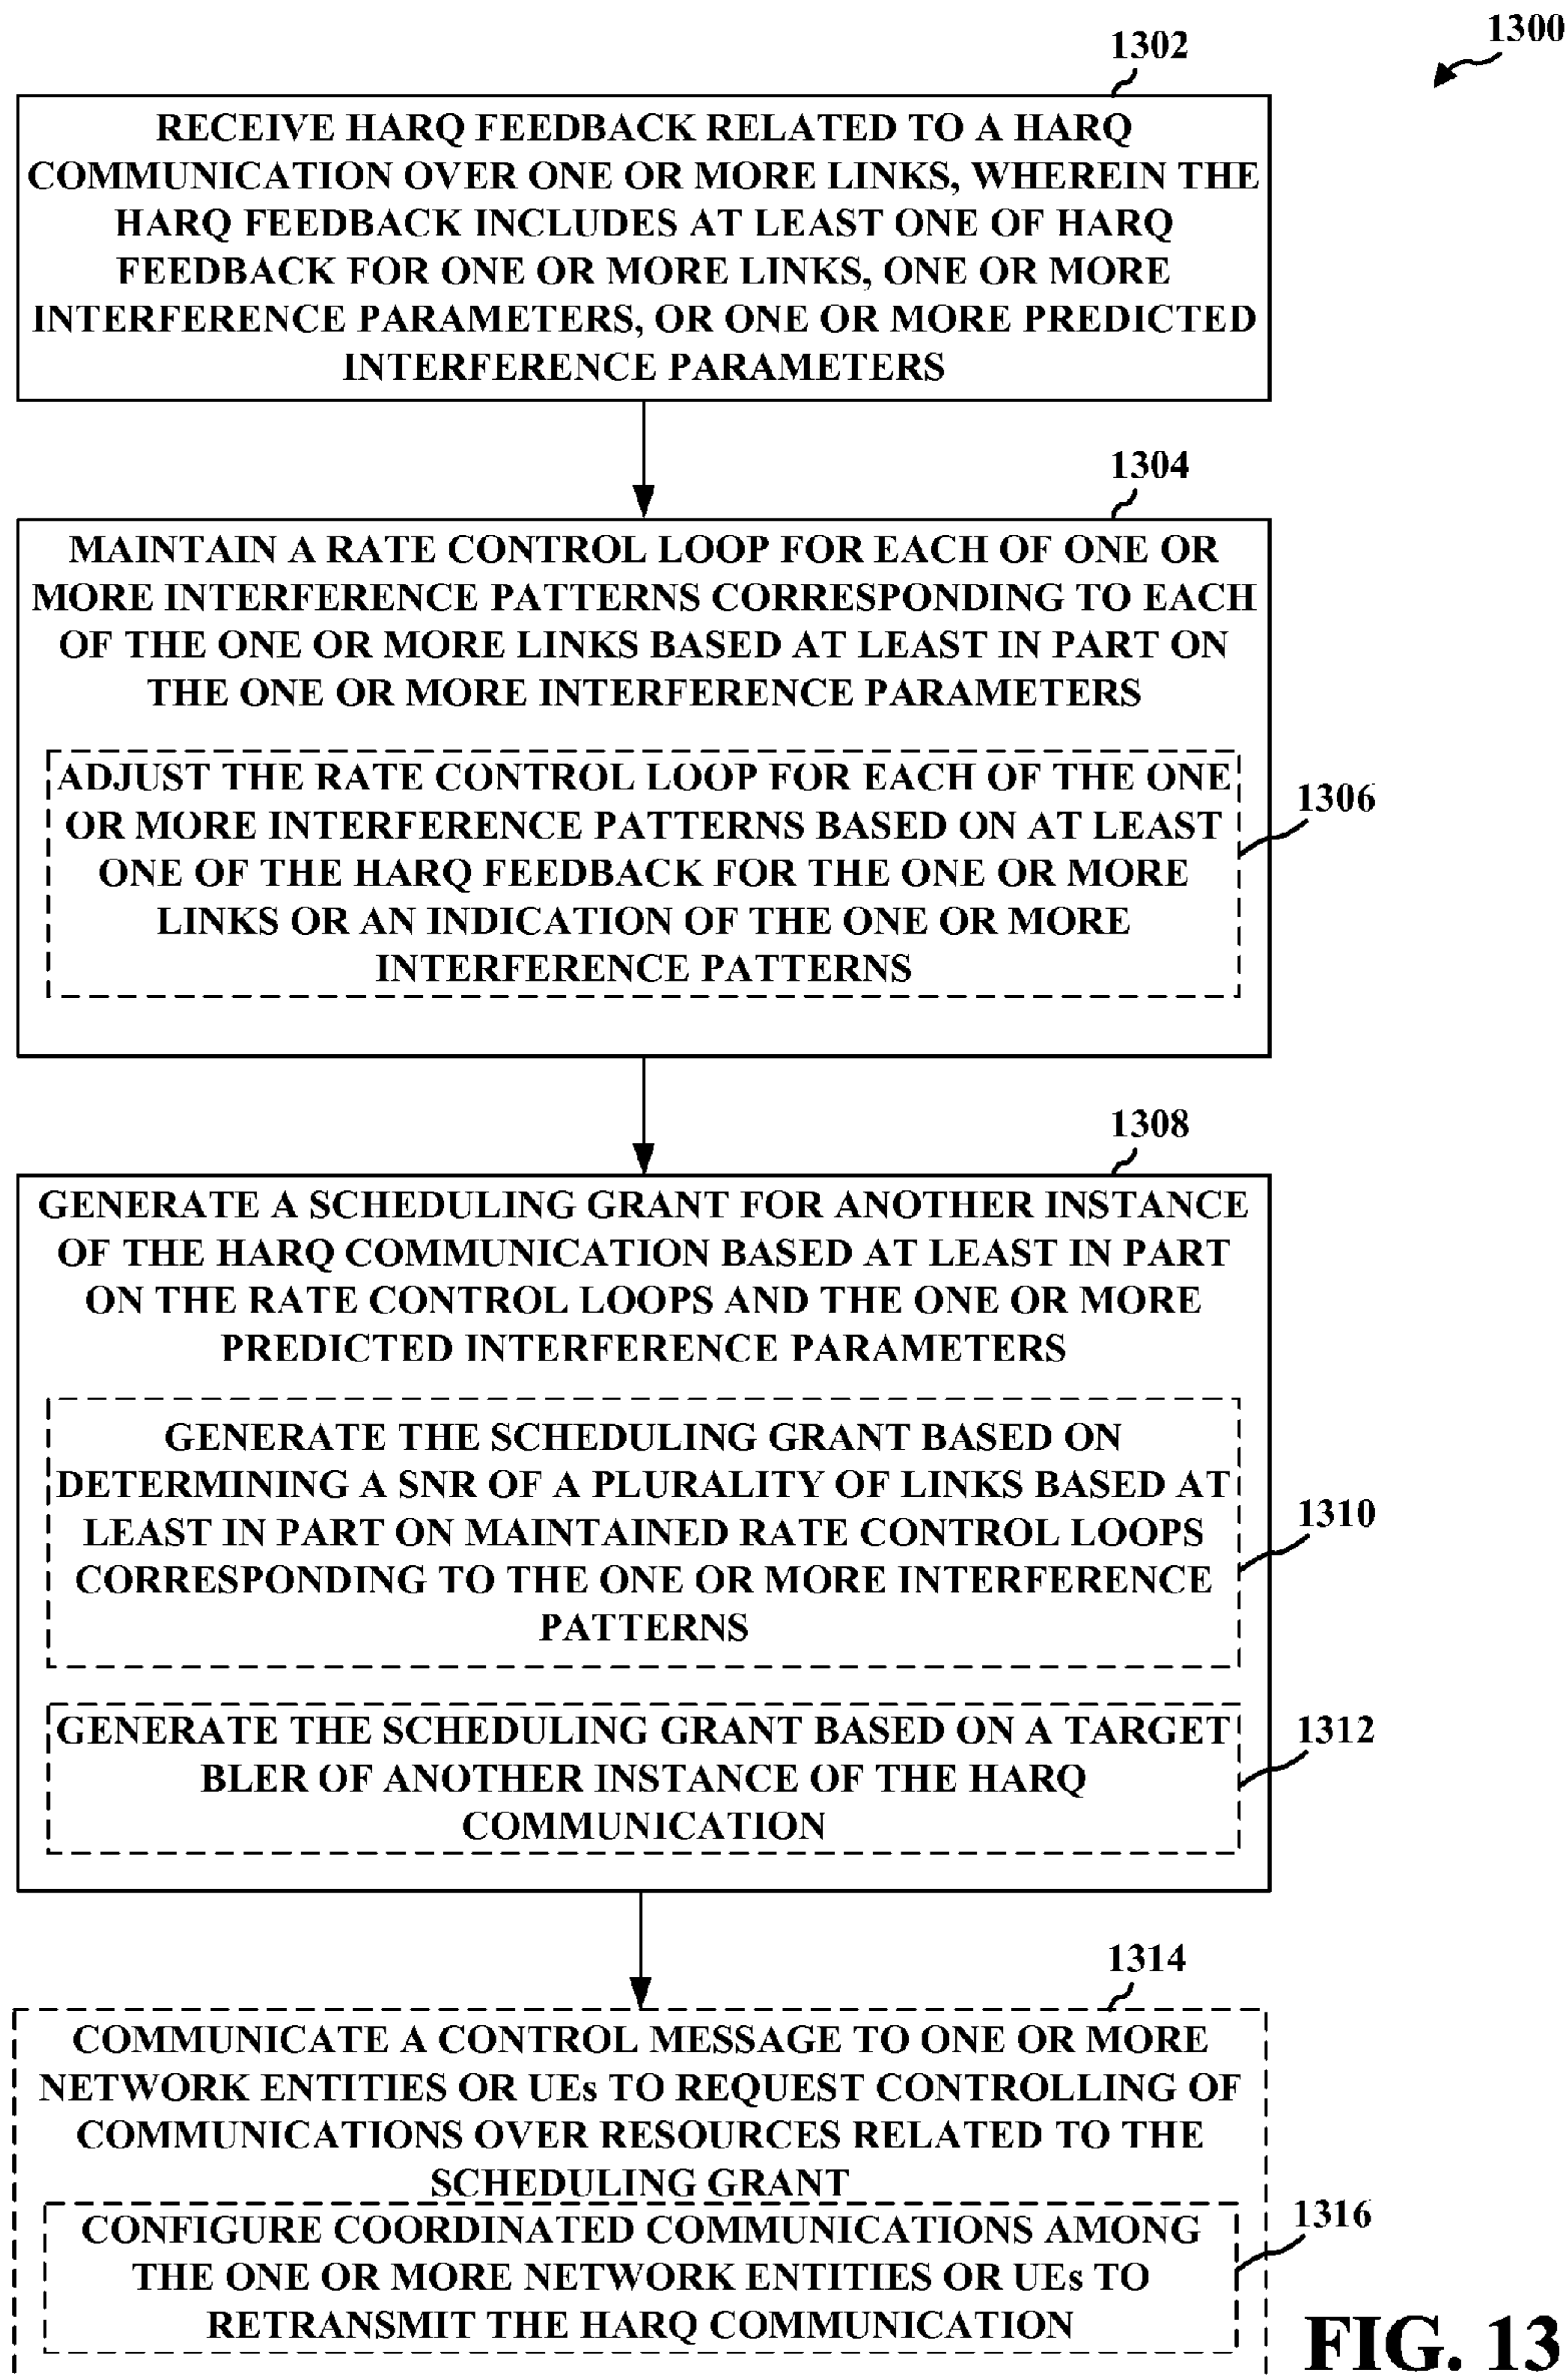 1300
1302
RECEIVE HARQ FEEDBACK RELATED TO A HARQ
COMMUNICATION OVER ONE OR MORE LINKS, WHEREIN THE
HARQ FEEDBACK INCLUDES AT LEAST ONE OF HARQ
FEEDBACK FOR ONE OR MORE LINKS, ONE OR MORE
INTERFERENCE PARAMETERS, OR ONE OR MORE PREDICTED
INTERFERENCE PARAMETERS
1304
MAINTAIN A RATE CONTROL LOOP FOR EACH OF ONE OR
MORE INTERFERENCE PATTERNS CORRESPONDING TO EACH
OF THE ONE OR MORE LINKS BASED AT LEAST IN PART ON
THE ONE OR MORE INTERFERENCE PARAMETERS
ADJUST THE RATE CONTROL LOOP FOR EACH OF THE ONE
OR MORE INTERFERENCE PATTERNS BASED ON AT LEAST
ONE OF THE HARQ FEEDBACK FOR THE ONE OR MORE
LINKS OR AN INDICATION OF THE ONE OR MORE
INTERFERENCE PATTERNS
1306
1308
GENERATE A SCHEDULING GRANT FOR ANOTHER INSTANCE
OF THE HARQ COMMUNICATION BASED AT LEAST IN PART
ON THE RATE CONTROL LOOPS AND THE ONE OR MORE
PREDICTED INTERFERENCE PARAMETERS
GENERATE THE SCHEDULING GRANT BASED ON
DETERMINING A SNR OF A PLURALITY OF LINKS BASED AT
LEAST IN PART ON MAINTAINED RATE CONTROL LOOPS
CORRESPONDING TO THE ONE OR MORE INTERFERENCE
PATTERNS
1310
GENERATE THE SCHEDULING GRANT BASED ON A TARGET
BLER OF ANOTHER INSTANCE OF THE HARQ
COMMUNICATION
1312
1314
COMMUNICATE A CONTROL MESSAGE TO ONE OR MORE
NETWORK ENTITIES OR UEs TO REQUEST CONTROLLING OF
COMMUNICATIONS OVER RESOURCES RELATED TO THE
SCHEDULING GRANT
CONFIGURE COORDINATED COMMUNICATIONS AMONG
THE ONE OR MORE NETWORK ENTITIES OR UEs TO
RETRANSMIT THE HARQ COMMUNICATION
1316
FIG. 13